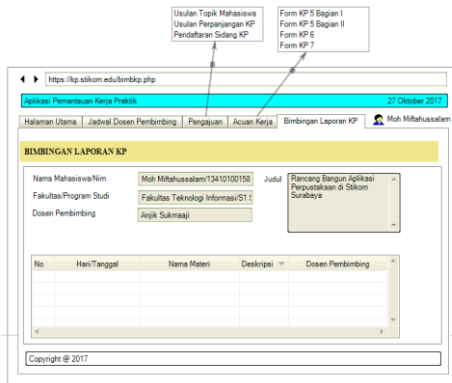 Usulan Topik Mahasiswa
Usulan Perpanjangan KP
Pendaftaran Sidang KP
Form KP 5 Bagian I
Form KP 5 Bagian II
Form KP 6
Form KP 7
https://kp.stikom.edu/bimbkp.php
Aplikasi Pemantauan Kerja Praktik 27 Oktober 2017
Halaman Utama Jadwal Dosen Pembimbing Pengajuan Acuan Kerja Bimbingan Laporan KP Moh Miftahussalam
BIMBINGAN LAPORAN KP
Nama Mahasiswa/Nim Moh Miftahussalam/13410100158 Judul Rancang Bangun Aplikasi
Perpustakaan di Stikom
Surabaya
Fakultas/Program Studi Fakultas Teknologi Informasi/S1
Dosen Pembimbing Anjik Sukmaaji
No Hari/Tanggal Nama Materi Deskripsi Dosen Pembimbing
Copyright @ 2017